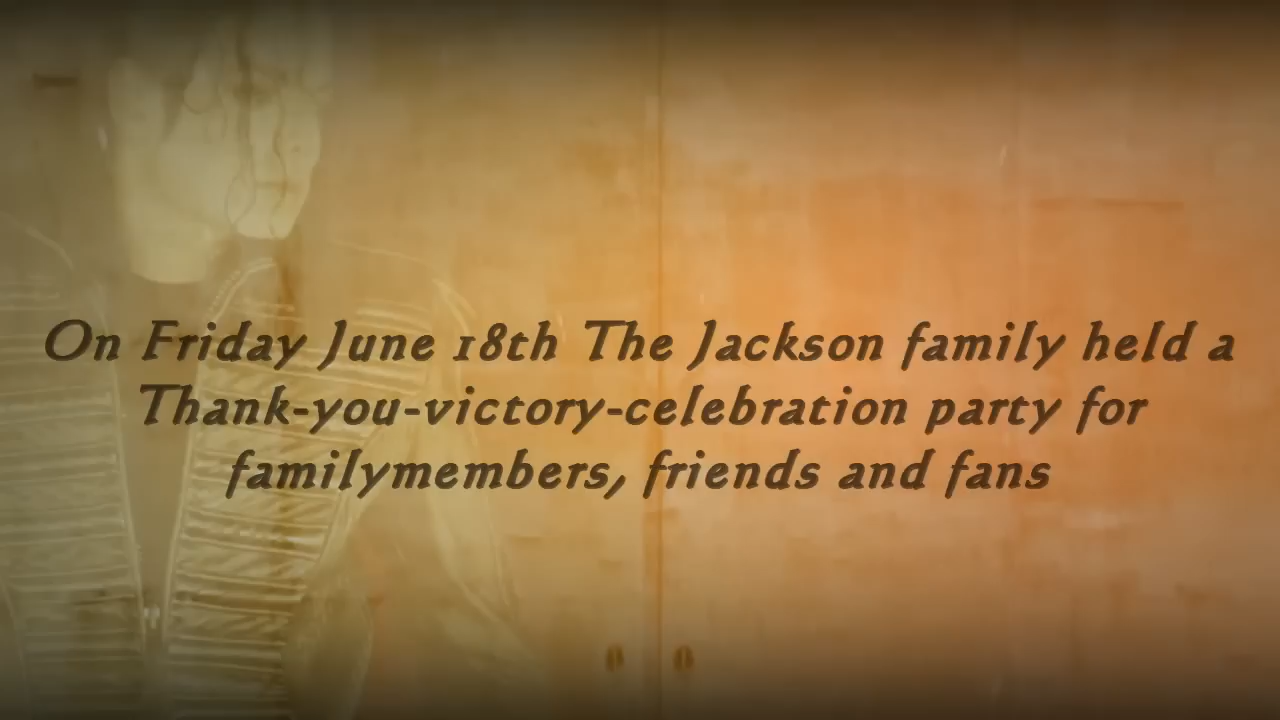 On Friday June 18th The Jackson family held a
Thank-you-victory-celebration party for
familymembers, friends and fans